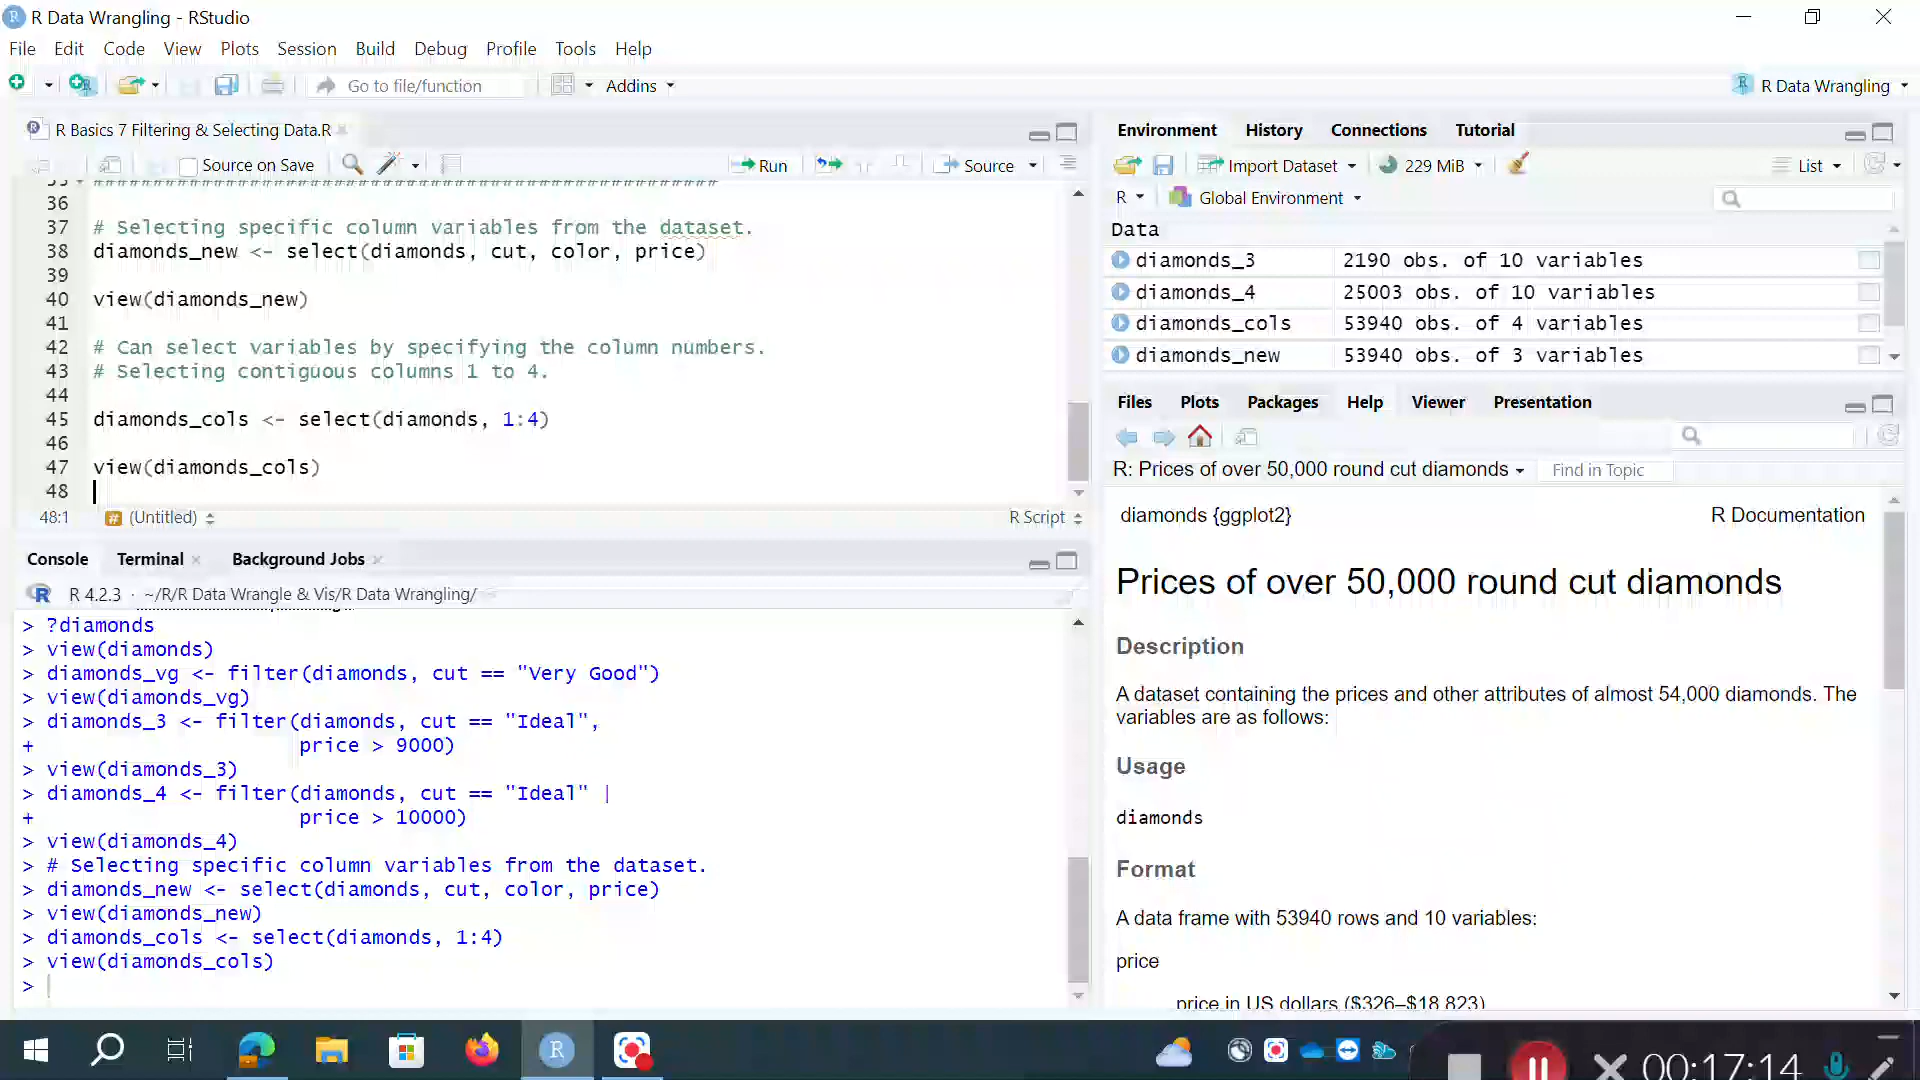 R Data Wrangling - RStudio
File Edit Code View Plots Session Build Debug Profile Tools Help
Go to file/function Addins R Data Wrangling
R Basics 7 Filtering & Selecting Data.R
Source on Save Run Source
35 ####################################################
36
37 # Selecting specific column variables from the dataset.
38 diamonds_new <- select(diamonds, cut, color, price)
39
40 view(diamonds_new)
41
42 # Can select variables by specifying the column numbers.
43 # Selecting contiguous columns 1 to 4.
44
45 diamonds_cols <- select(diamonds, 1:4)
46
47 view(diamonds_cols)
48
48:1 # (Untitled) R Script
Console Terminal Background Jobs
R 4.2.3 · ~/R/R Data Wrangle & Vis/R Data Wrangling/
> ?diamonds
> view(diamonds)
> diamonds_vg <- filter(diamonds, cut == "Very Good")
> view(diamonds_vg)
> diamonds_3 <- filter(diamonds, cut == "Ideal",
+ price > 9000)
> view(diamonds_3)
> diamonds_4 <- filter(diamonds, cut == "Ideal" |
+ price > 10000)
> view(diamonds_4)
> # Selecting specific column variables from the dataset.
> diamonds_new <- select(diamonds, cut, color, price)
> view(diamonds_new)
> diamonds_cols <- select(diamonds, 1:4)
> view(diamonds_cols)
>
Environment History Connections Tutorial
Import Dataset 229 MiB List
R Global Environment
Data
diamonds_3 2190 obs. of 10 variables
diamonds_4 25003 obs. of 10 variables
diamonds_cols 53940 obs. of 4 variables
diamonds_new 53940 obs. of 3 variables
Files Plots Packages Help Viewer Presentation
R: Prices of over 50,000 round cut diamonds Find in Topic
diamonds {ggplot2} R Documentation
Prices of over 50,000 round cut diamonds
Description
A dataset containing the prices and other attributes of almost 54,000 diamonds. The
variables are as follows:
Usage
diamonds
Format
A data frame with 53940 rows and 10 variables:
price
price in US dollars ($326–$18,823)
00:17:14